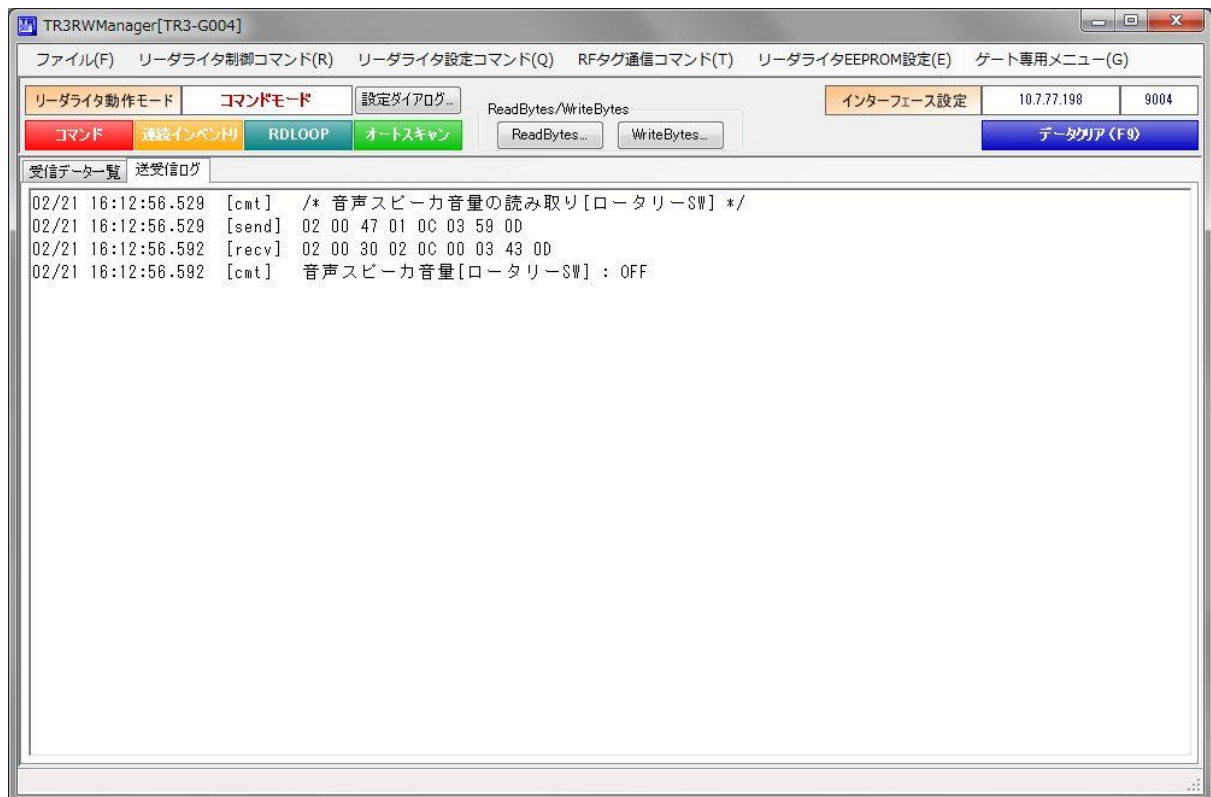 TR3RWManager[TR3-G004]
ファイル(F) リーダライタ制御コマンド(R) リーダライタ設定コマンド(Q) RFタグ通信コマンド(T) リーダライタEEPROM設定(E) ゲート専用メニュー(G)
リーダライタ動作モード コマンドモード 設定ダイアログ... ReadBytes/WriteBytes インターフェース設定 10.7.77.198 9004
コマンド 連続インベントリ RDLOOP オートスキャン ReadBytes... WriteBytes... データクリア(F9)
受信データ一覧 送受信ログ
02/21 16:12:56.529 [cmt] /* 音声スピーカ音量の読み取り[ロータリーSW] */
02/21 16:12:56.529 [send] 02 00 47 01 0C 03 59 0D
02/21 16:12:56.592 [recv] 02 00 30 02 0C 00 03 43 0D
02/21 16:12:56.592 [cmt] 音声スピーカ音量[ロータリーSW] : OFF